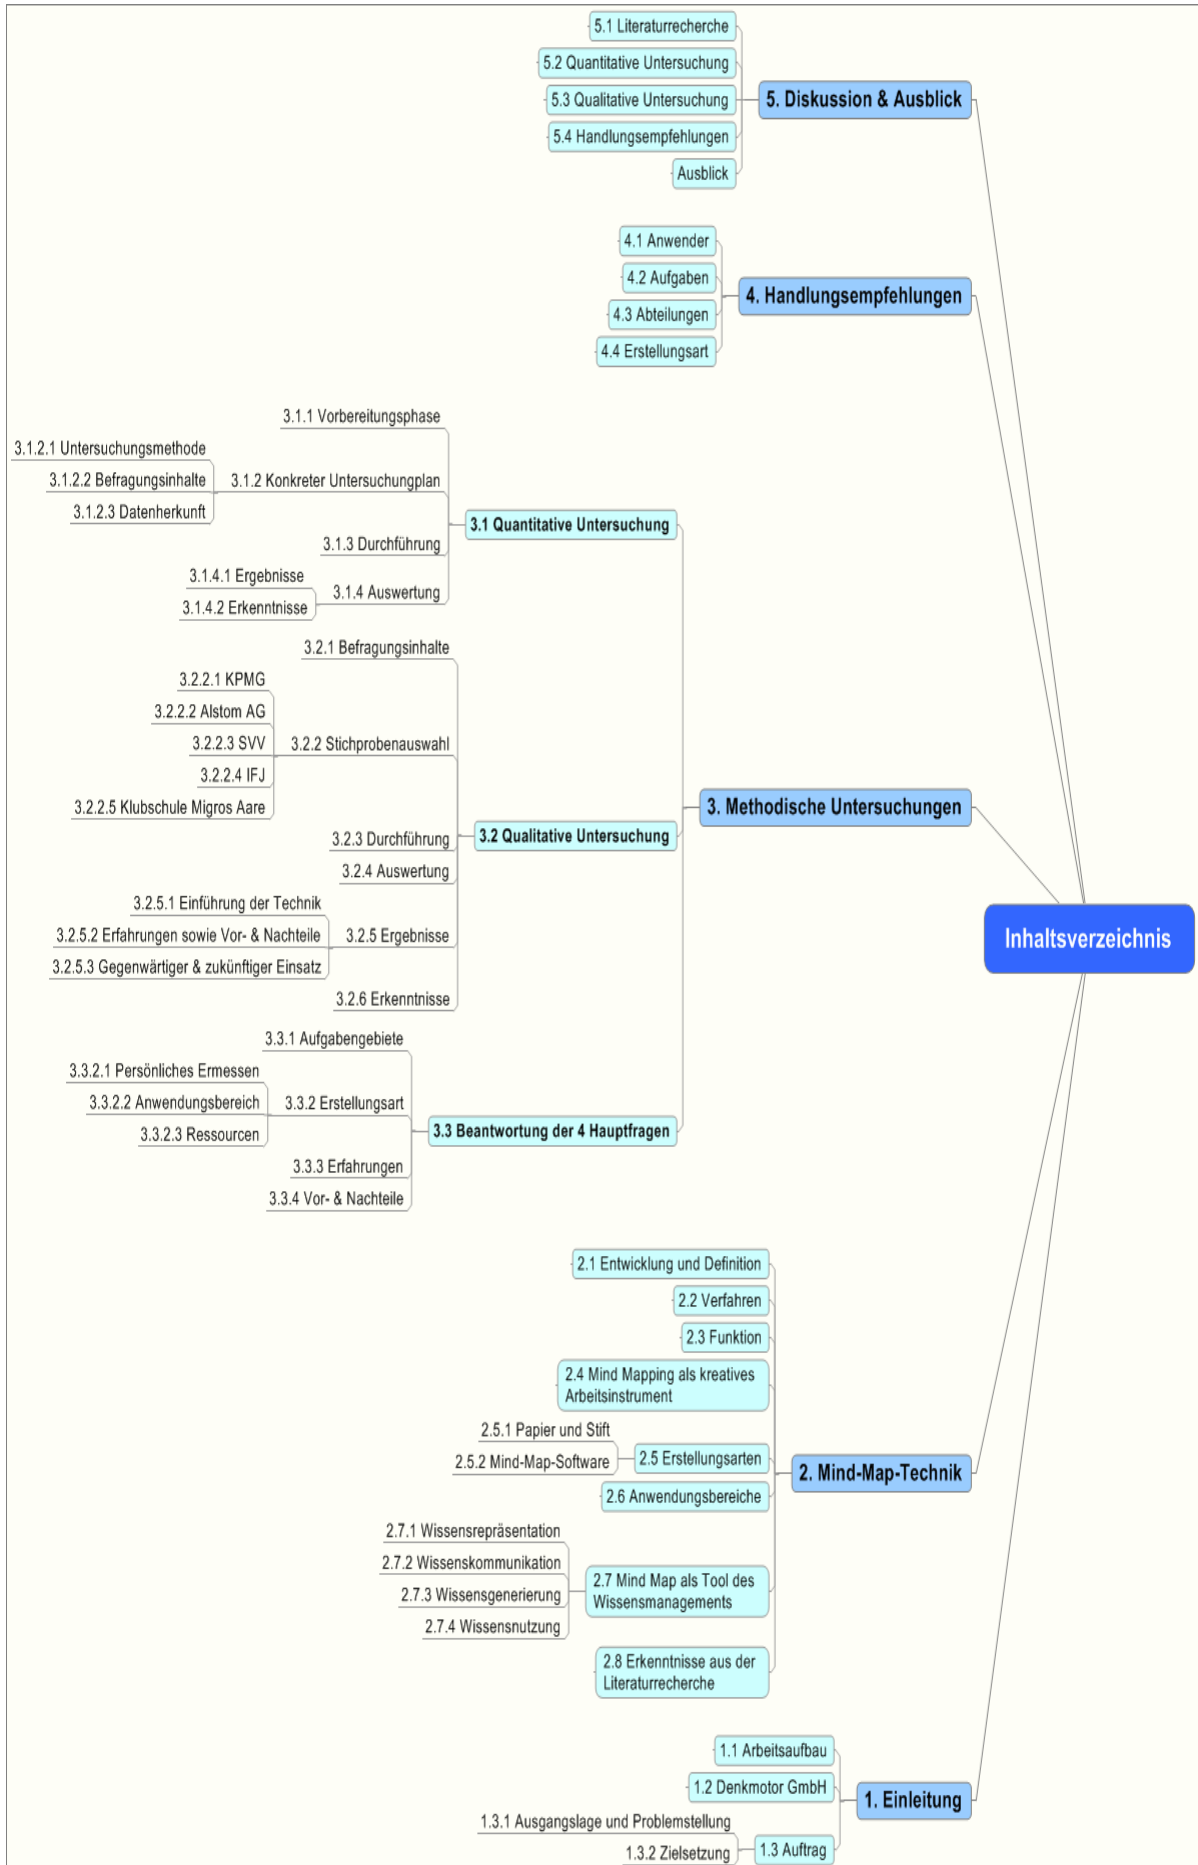 5.1 Literaturrecherche
5.2 Quantitative Untersuchung
5.3 Qualitative Untersuchung
5.4 Handlungsempfehlungen
Ausblick
5. Diskussion & Ausblick
4.1 Anwender
4.2 Aufgaben
4.3 Abteilungen
4.4 Erstellungsart
4. Handlungsempfehlungen
3.1.1 Vorbereitungsphase
3.1.2.1 Untersuchungsmethode
3.1.2.2 Befragungsinhalte
3.1.2.3 Datenherkunft
3.1.2 Konkreter Untersuchungplan
3.1.3 Durchführung
3.1.4.1 Ergebnisse
3.1.4.2 Erkenntnisse
3.1.4 Auswertung
3.1 Quantitative Untersuchung
3.2.1 Befragungsinhalte
3.2.2.1 KPMG
3.2.2.2 Alstom AG
3.2.2.3 SVV
3.2.2.4 IFJ
3.2.2.5 Klubschule Migros Aare
3.2.2 Stichprobenauswahl
3.2.3 Durchführung
3.2.4 Auswertung
3.2.5.1 Einführung der Technik
3.2.5.2 Erfahrungen sowie Vor- & Nachteile
3.2.5.3 Gegenwärtiger & zukünftiger Einsatz
3.2.5 Ergebnisse
3.2.6 Erkenntnisse
3.2 Qualitative Untersuchung
3.3.1 Aufgabengebiete
3.3.2.1 Persönliches Ermessen
3.3.2.2 Anwendungsbereich
3.3.2.3 Ressourcen
3.3.2 Erstellungsart
3.3.3 Erfahrungen
3.3.4 Vor- & Nachteile
3.3 Beantwortung der 4 Hauptfragen
3. Methodische Untersuchungen
Inhaltsverzeichnis
2.1 Entwicklung und Definition
2.2 Verfahren
2.3 Funktion
2.4 Mind Mapping als kreatives
Arbeitsinstrument
2.5.1 Papier und Stift
2.5.2 Mind-Map-Software
2.5 Erstellungsarten
2.6 Anwendungsbereiche
2.7.1 Wissensrepräsentation
2.7.2 Wissenskommunikation
2.7.3 Wissensgenerierung
2.7.4 Wissensnutzung
2.7 Mind Map als Tool des
Wissensmanagements
2.8 Erkenntnisse aus der
Literaturrecherche
2. Mind-Map-Technik
1.1 Arbeitsaufbau
1.2 Denkmotor GmbH
1.3.1 Ausgangslage und Problemstellung
1.3.2 Zielsetzung
1.3 Auftrag
1. Einleitung